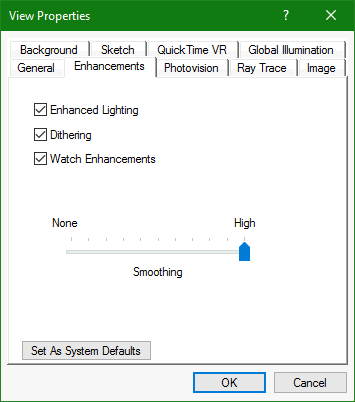 View Properties
Background Sketch QuickTime VR Global Illumination
General Enhancements Photovision Ray Trace Image
Enhanced Lighting
Dithering
Watch Enhancements
None High
Smoothing
Set As System Defaults
OK Cancel